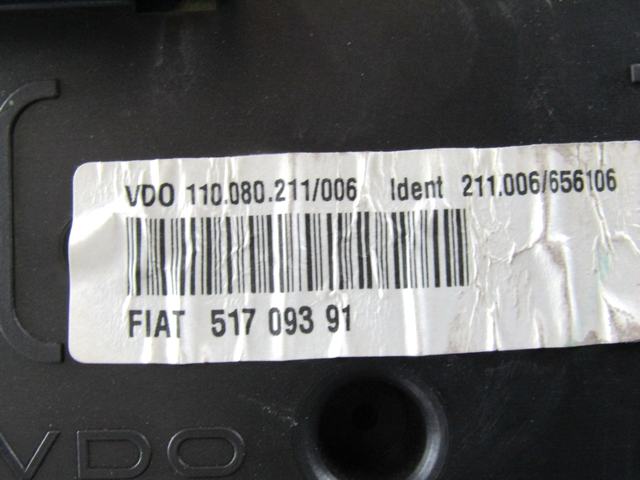 VDO 110.080.211/006 Ident 211.006/656106
FIAT 517 093 91
VDO